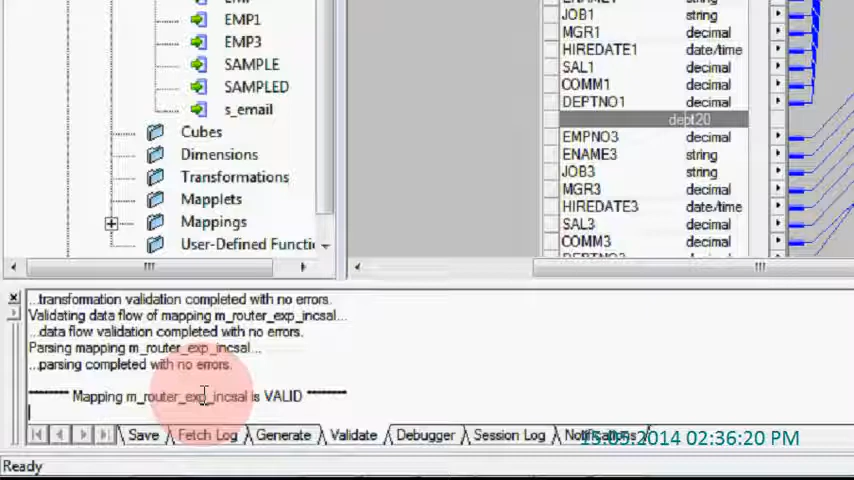 EMP1
EMP3
SAMPLE
SAMPLED
s_email
Cubes
Dimensions
Transformations
Mapplets
Mappings
User-Defined Functi
JOB1 string
MGR1 decimal
HIREDATE1 date/time
SAL1 decimal
COMM1 decimal
DEPTNO1 decimal
dept20
EMPNO3 decimal
ENAME3 string
JOB3 string
MGR3 decimal
HIREDATE3 date/time
SAL3 decimal
COMM3 decimal
...transformation validation completed with no errors.
Validating data flow of mapping m_router_exp_incsal...
...data flow validation completed with no errors.
Parsing mapping m_router_exp_incsal...
...parsing completed with no errors.
******** Mapping m_router_exp_incsal is VALID ********
Save Fetch Log Generate Validate Debugger Session Log Notifications
15.05.2014 02:36:20 PM
Ready